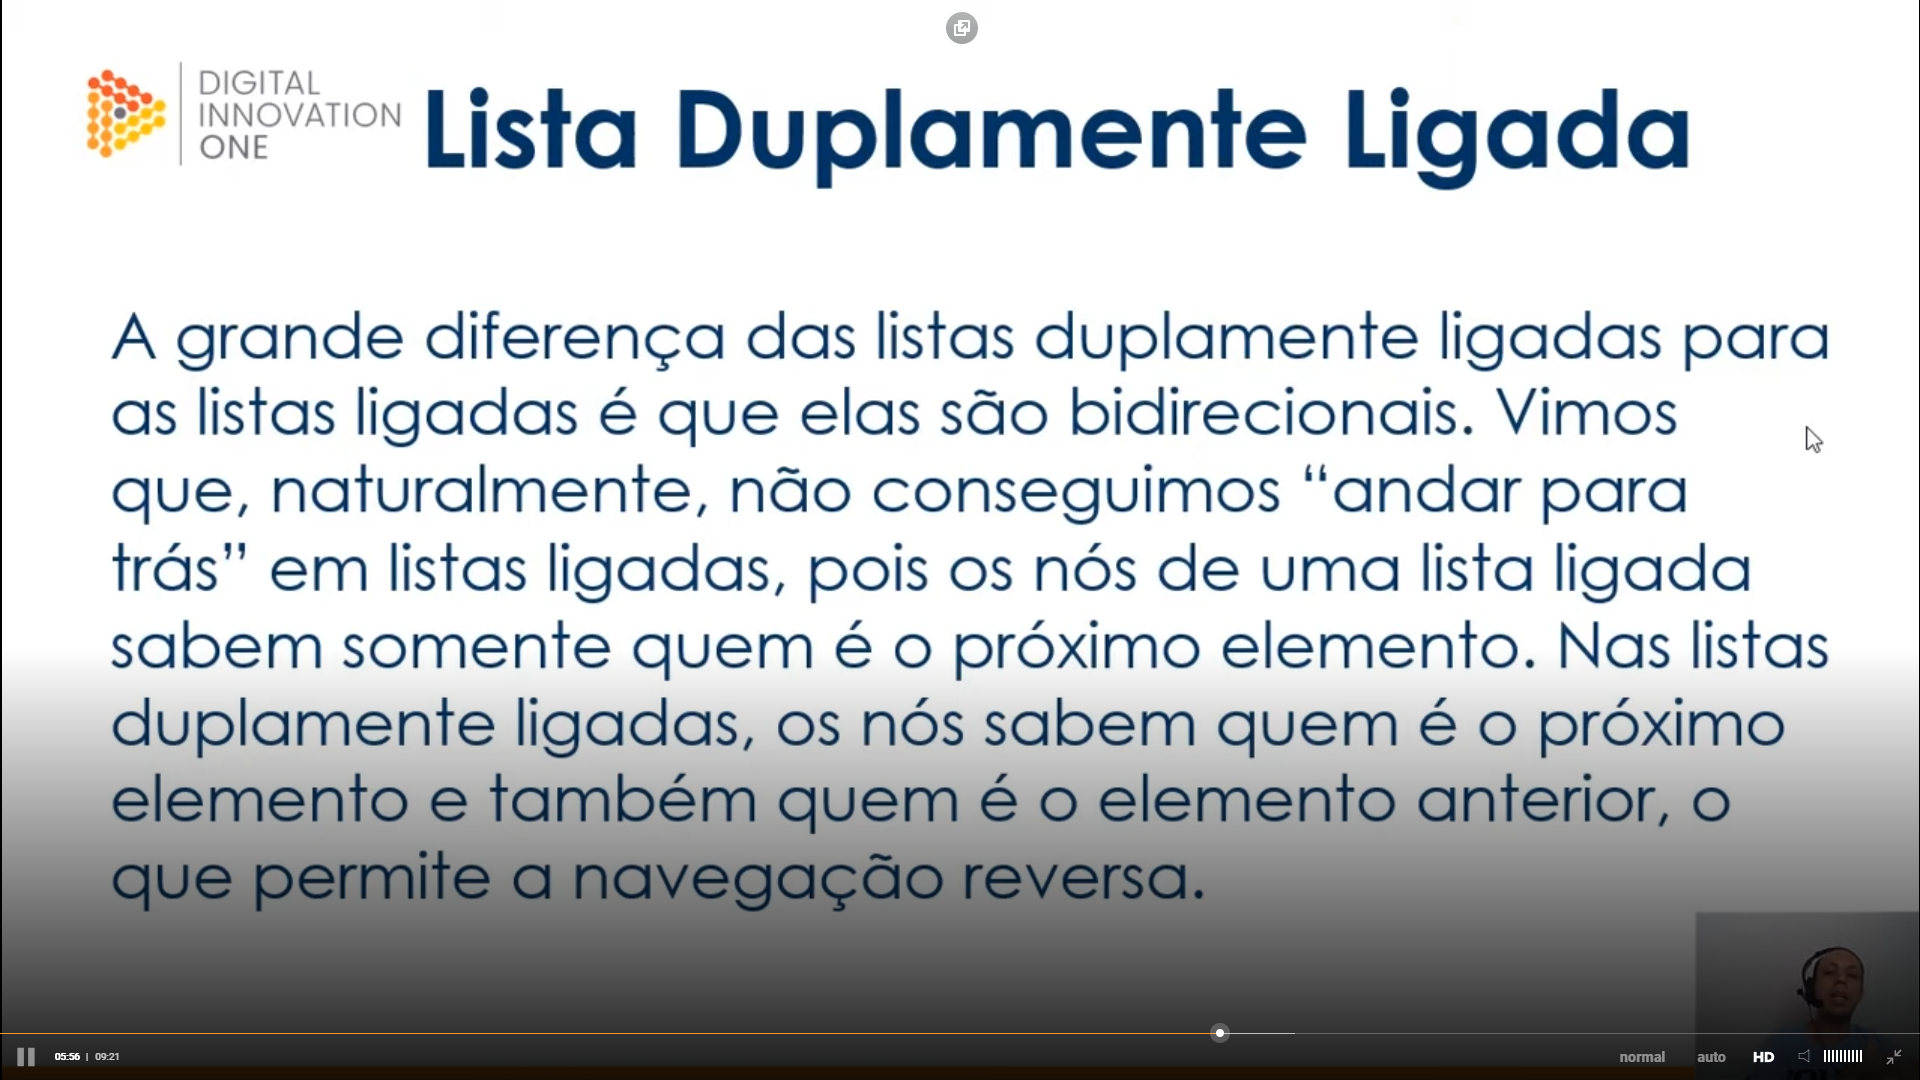 DIGITAL
INNOVATION
ONE
Lista Duplamente Ligada
A grande diferença das listas duplamente ligadas para
as listas ligadas é que elas são bidirecionais. Vimos
que, naturalmente, não conseguimos “andar para
trás” em listas ligadas, pois os nós de uma lista ligada
sabem somente quem é o próximo elemento. Nas listas
duplamente ligadas, os nós sabem quem é o próximo
elemento e também quem é o elemento anterior, o
que permite a navegação reversa.
05:56 | 09:21
normal auto HD